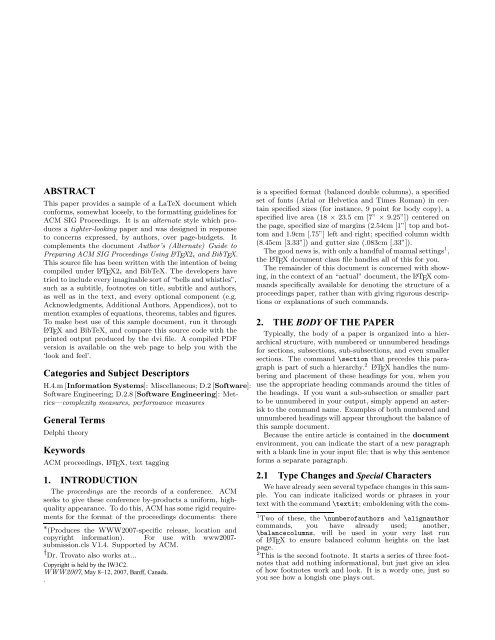 ABSTRACT
This paper provides a sample of a LaTeX document which
conforms, somewhat loosely, to the formatting guidelines for
ACM SIG Proceedings. It is an alternate style which pro-
duces a tighter-looking paper and was designed in response
to concerns expressed, by authors, over page-budgets. It
complements the document Author's (Alternate) Guide to
Preparing ACM SIG Proceedings Using LATEX2ε and BibTEX.
This source file has been written with the intention of being
compiled under LATEX2ε and BibTeX. The developers have
tried to include every imaginable sort of "bells and whistles",
such as a subtitle, footnotes on title, subtitle and authors,
as well as in the text, and every optional component (e.g.
Acknowledgments, Additional Authors, Appendices), not to
mention examples of equations, theorems, tables and figures.
To make best use of this sample document, run it through
LATEX and BibTeX, and compare this source code with the
printed output produced by the dvi file. A compiled PDF
version is available on the web page to help you with the
'look and feel'.
Categories and Subject Descriptors
H.4.m [Information Systems]: Miscellaneous; D.2 [Software]:
Software Engineering; D.2.8 [Software Engineering]: Met-
rics—complexity measures, performance measures
General Terms
Delphi theory
Keywords
ACM proceedings, LATEX, text tagging
1. INTRODUCTION
The proceedings are the records of a conference. ACM
seeks to give these conference by-products a uniform, high-
quality appearance. To do this, ACM has some rigid require-
ments for the format of the proceedings documents: there
*(Produces the WWW2007-specific release, location and
copyright information). For use with www2007-
submission.cls V1.4. Supported by ACM.
†Dr. Trovato also works at...
Copyright is held by the IW3C2.
WWW2007, May 8–12, 2007, Banff, Canada.
.
is a specified format (balanced double columns), a specified
set of fonts (Arial or Helvetica and Times Roman) in cer-
tain specified sizes (for instance, 9 point for body copy), a
specified live area (18 × 23.5 cm [7" × 9.25"]) centered on
the page, specified size of margins (2.54cm [1"] top and bot-
tom and 1.9cm [.75"] left and right; specified column width
(8.45cm [3.33"]) and gutter size (.083cm [.33"]).
The good news is, with only a handful of manual settings1,
the LATEX document class file handles all of this for you.
The remainder of this document is concerned with show-
ing, in the context of an "actual" document, the LATEX com-
mands specifically available for denoting the structure of a
proceedings paper, rather than with giving rigorous descrip-
tions or explanations of such commands.
2. THE BODY OF THE PAPER
Typically, the body of a paper is organized into a hier-
archical structure, with numbered or unnumbered headings
for sections, subsections, sub-subsections, and even smaller
sections. The command \section that precedes this para-
graph is part of such a hierarchy.2 LATEX handles the num-
bering and placement of these headings for you, when you
use the appropriate heading commands around the titles of
the headings. If you want a sub-subsection or smaller part
to be unnumbered in your output, simply append an aster-
isk to the command name. Examples of both numbered and
unnumbered headings will appear throughout the balance of
this sample document.
Because the entire article is contained in the document
environment, you can indicate the start of a new paragraph
with a blank line in your input file; that is why this sentence
forms a separate paragraph.
2.1 Type Changes and Special Characters
We have already seen several typeface changes in this sam-
ple. You can indicate italicized words or phrases in your
text with the command \textit; emboldening with the com-
1Two of these, the \numberofauthors and \alignauthor
commands, you have already used; another,
\balancecolumns, will be used in your very last run
of LATEX to ensure balanced column heights on the last
page.
2This is the second footnote. It starts a series of three foot-
notes that add nothing informational, but just give an idea
of how footnotes work and look. It is a wordy one, just so
you see how a longish one plays out.